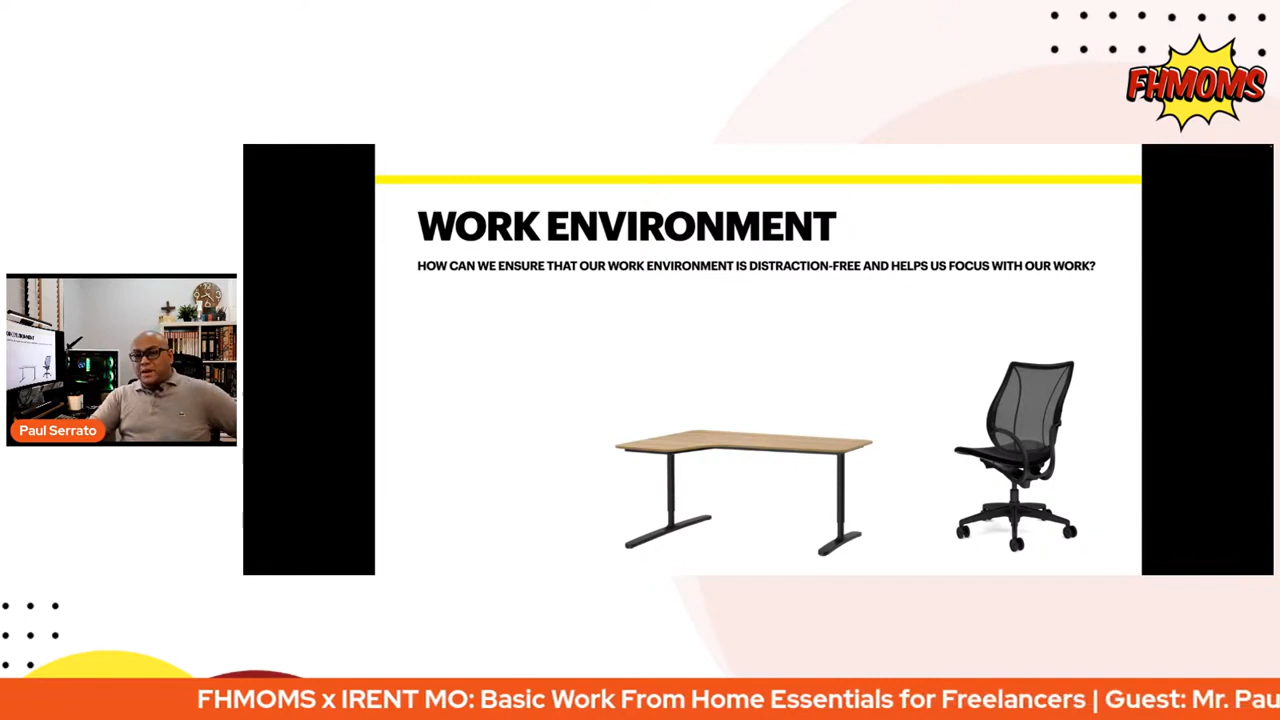 FHMOMS
WORK ENVIRONMENT
HOW CAN WE ENSURE THAT OUR WORK ENVIRONMENT IS DISTRACTION-FREE AND HELPS US FOCUS WITH OUR WORK?
Paul Serrato
FHMOMS x IRENT MO: Basic Work From Home Essentials for Freelancers | Guest: Mr. Pau